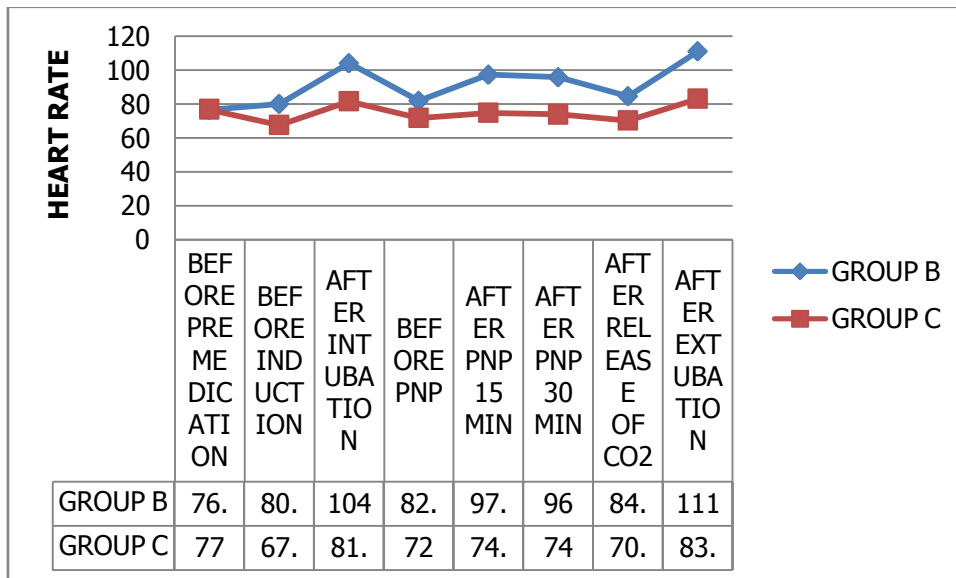 HEART RATE
120
100
80
60
40
20
0
BEF
ORE
PRE
ME
DIC
ATI
ON
BEF
ORE
IND
UCT
ION
AFT
ER
INT
UBA
TIO
N
BEF
ORE
PNP
AFT
ER
PNP
15
MIN
AFT
ER
PNP
30
MIN
AFT
ER
REL
EAS
E
OF
CO2
AFT
ER
EXT
UBA
TIO
N
GROUP B 76. 80. 104 82. 97. 96 84. 111
GROUP C 77 67. 81. 72 74. 74 70. 83.
GROUP B
GROUP C